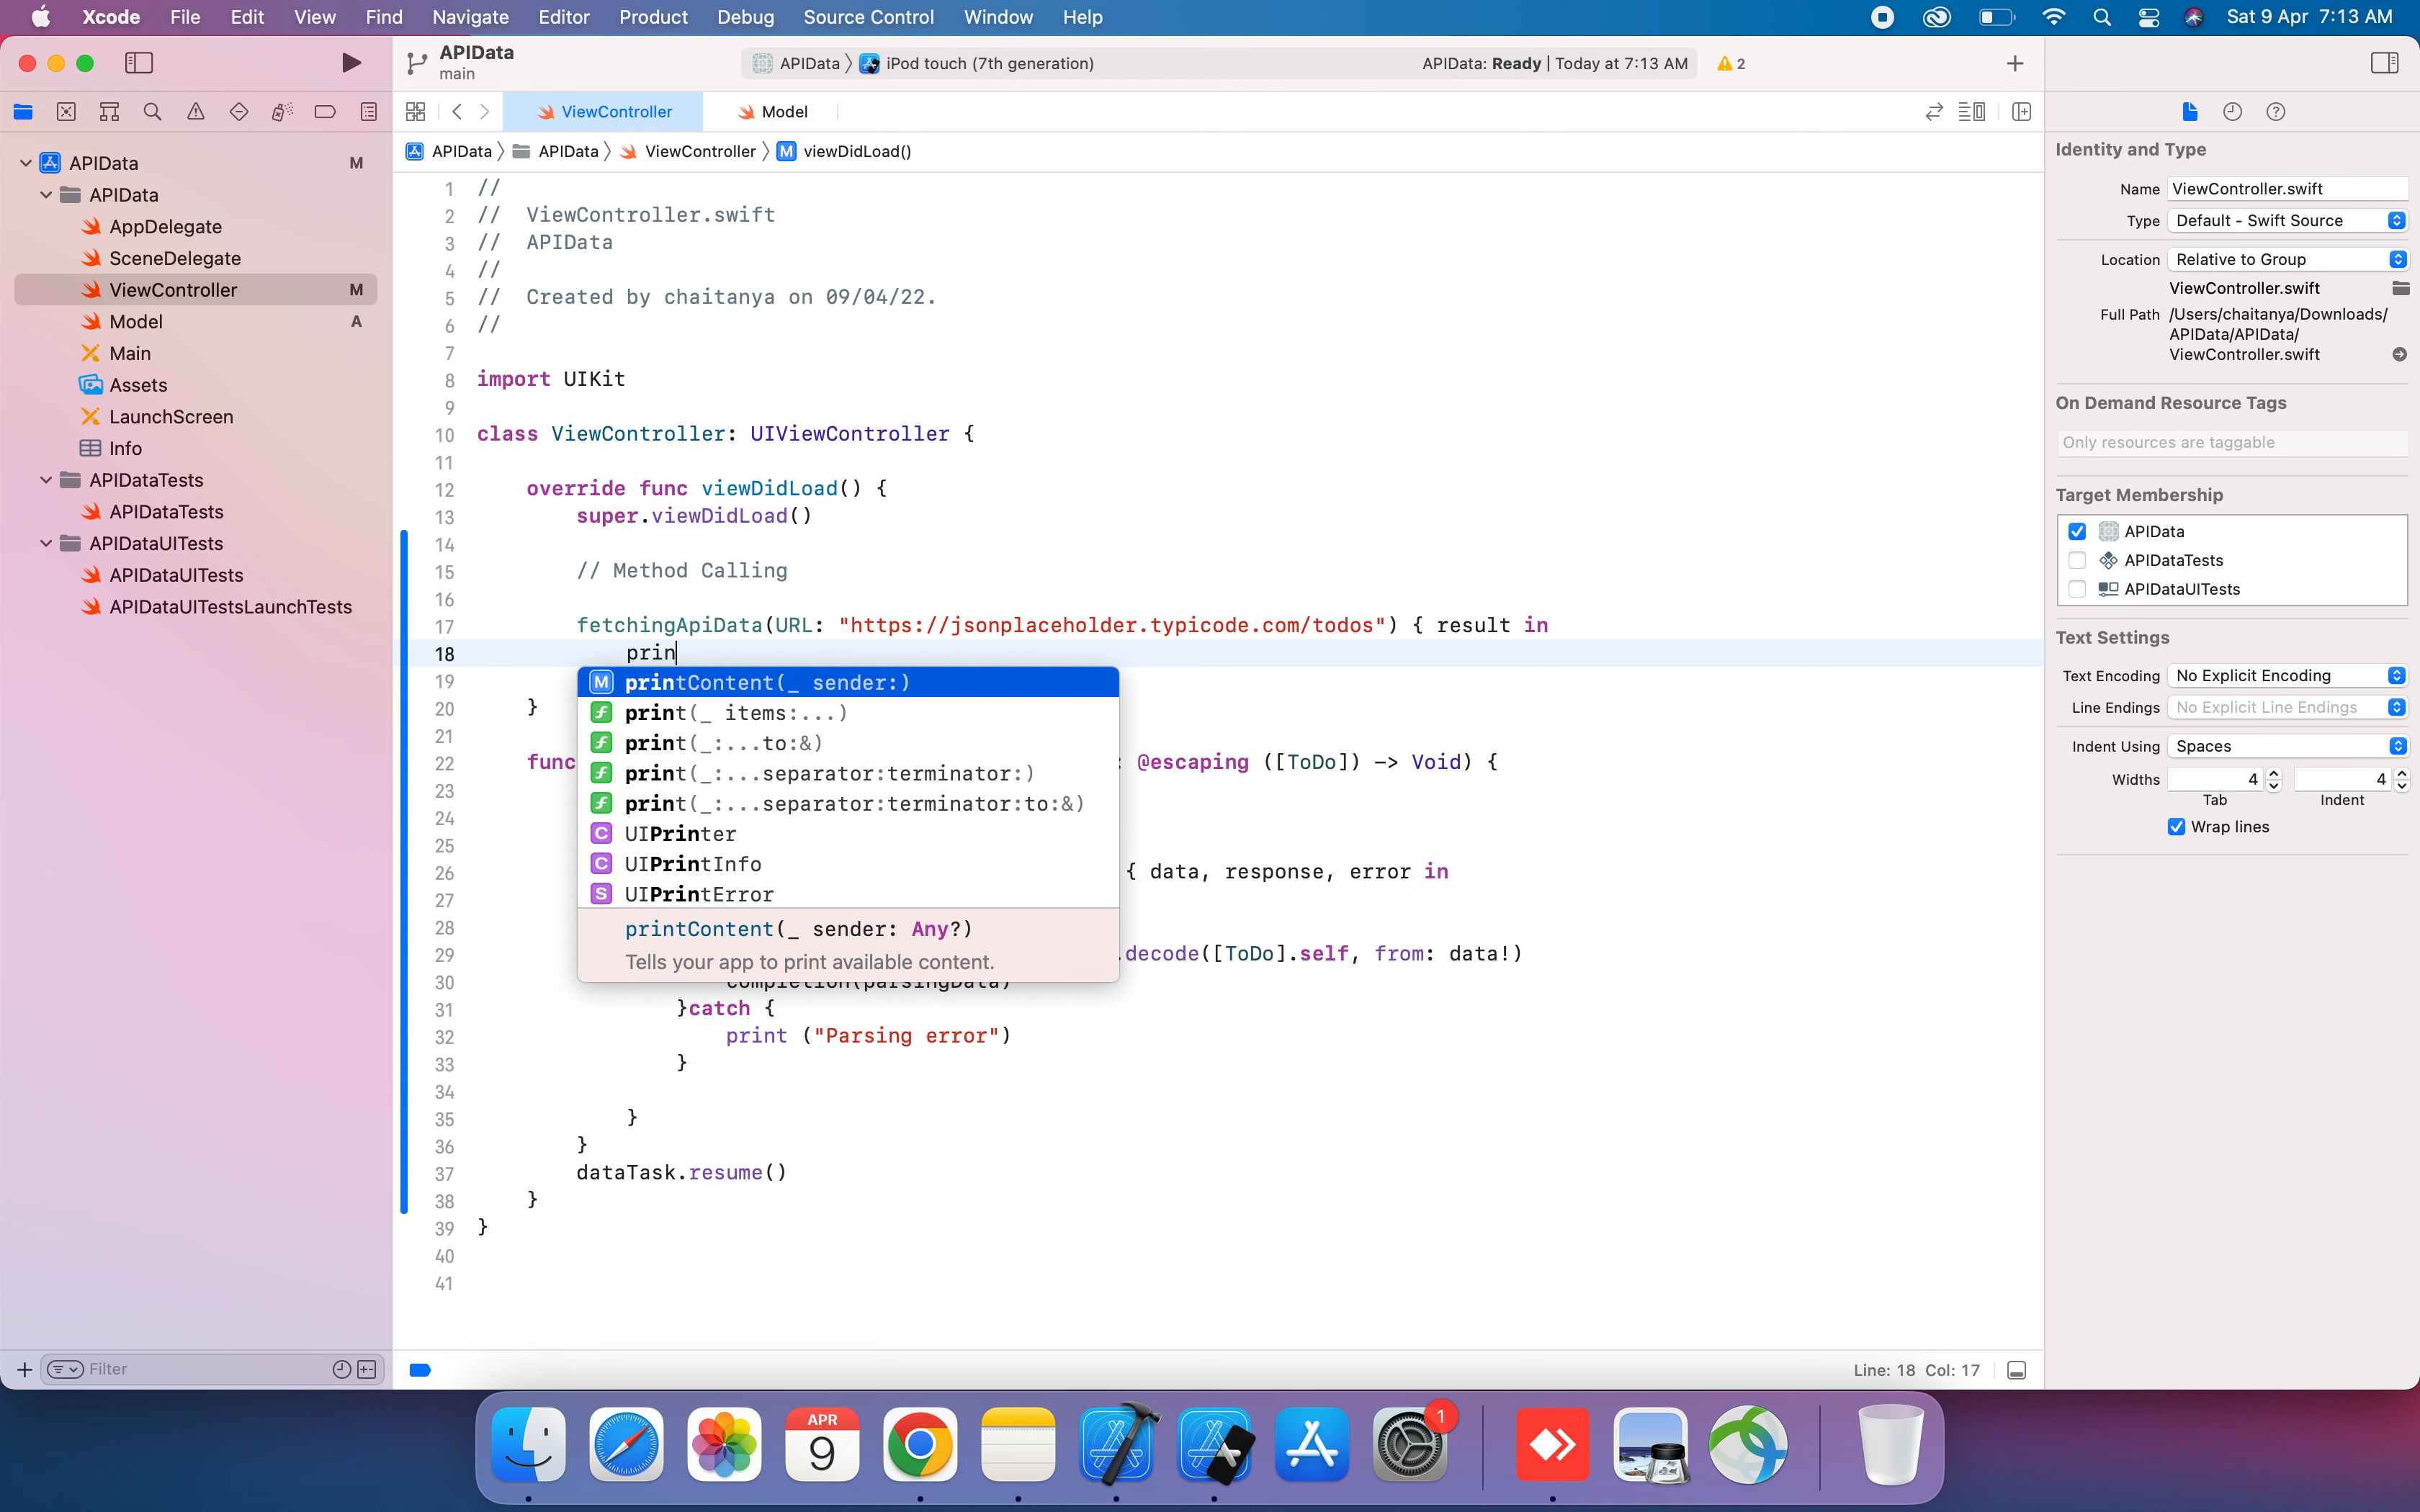 Xcode File Edit View Find Navigate Editor Product Debug Source Control Window Help Sat 9 Apr 7:13 AM
APIData
main
APIData 〉 iPod touch (7th generation) APIData: Ready | Today at 7:13 AM 2
ViewController Model
APIData 〉 APIData 〉 ViewController 〉 M viewDidLoad()
APIData M
APIData
AppDelegate
SceneDelegate
ViewController M
Model A
Main
Assets
LaunchScreen
Info
APIDataTests
APIDataTests
APIDataUITests
APIDataUITests
APIDataUITestsLaunchTests
Filter
1 //
2 // ViewController.swift
3 // APIData
4 //
5 // Created by chaitanya on 09/04/22.
6 //
7
8 import UIKit
9
10 class ViewController: UIViewController {
11
12 override func viewDidLoad() {
13 super.viewDidLoad()
14
15 // Method Calling
16
17 fetchingApiData(URL: "https://jsonplaceholder.typicode.com/todos") { result in
18 prin
19
20 }
21
22 func : @escaping ([ToDo]) -> Void) {
23
24
25
26 { data, response, error in
27
28
29 .decode([ToDo].self, from: data!)
30 completion(parsingData)
31 }catch {
32 print ("Parsing error")
33 }
34
35 }
36 }
37 dataTask.resume()
38 }
39 }
40
41
M printContent(_ sender:)
f print(_ items:...)
f print(_:...to:&)
f print(_:...separator:terminator:)
f print(_:...separator:terminator:to:&)
C UIPrinter
C UIPrintInfo
S UIPrintError
printContent(_ sender: Any?)
Tells your app to print available content.
Line: 18 Col: 17
Identity and Type
Name ViewController.swift
Type Default - Swift Source
Location Relative to Group
ViewController.swift
Full Path /Users/chaitanya/Downloads/
APIData/APIData/
ViewController.swift
On Demand Resource Tags
Only resources are taggable
Target Membership
APIData
APIDataTests
APIDataUITests
Text Settings
Text Encoding No Explicit Encoding
Line Endings No Explicit Line Endings
Indent Using Spaces
Widths 4 4
Tab Indent
Wrap lines
APR
9
1